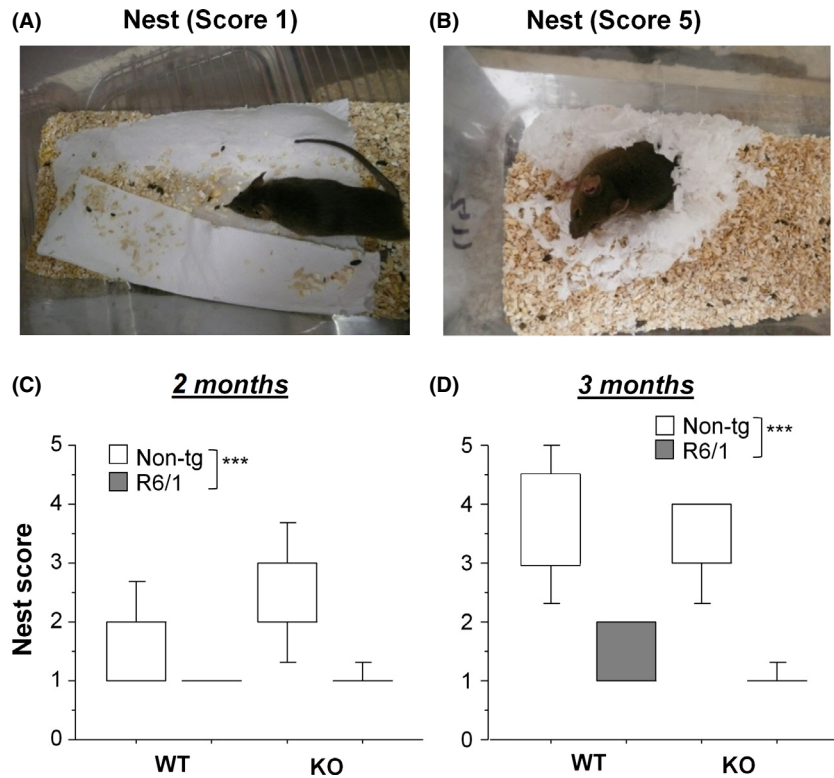 (A) Nest (Score 1)
(B) Nest (Score 5)
(C) 2 months
5
4
3
2
1
0
Nest score
Non-tg
R6/1
***
WT KO
(D) 3 months
5
4
3
2
1
0
Non-tg
R6/1
***
WT KO